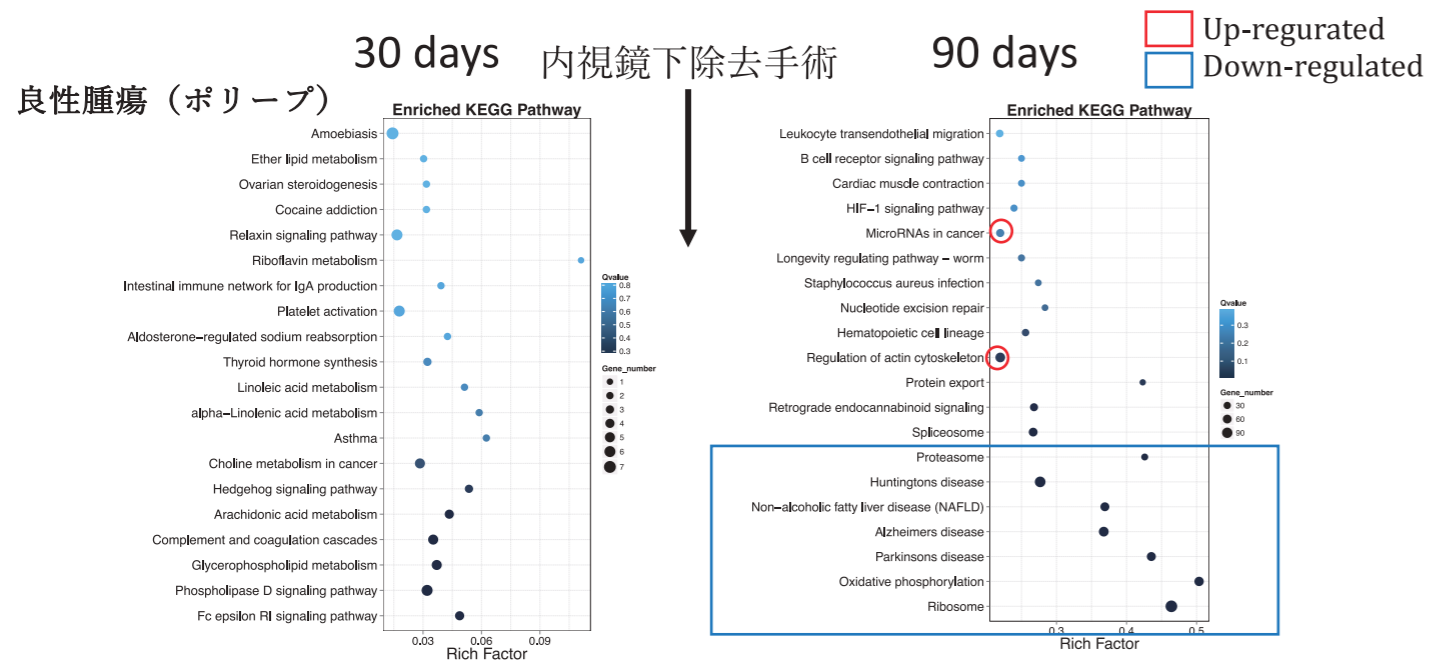 30 days
内視鏡下除去手術
90 days
Up-regurated
Down-regulated
良性腫瘍（ポリープ）
Enriched KEGG Pathway
Amoebiasis
Ether lipid metabolism
Ovarian steroidogenesis
Cocaine addiction
Relaxin signaling pathway
Riboflavin metabolism
Intestinal immune network for IgA production
Platelet activation
Aldosterone−regulated sodium reabsorption
Thyroid hormone synthesis
Linoleic acid metabolism
alpha−Linolenic acid metabolism
Asthma
Choline metabolism in cancer
Hedgehog signaling pathway
Arachidonic acid metabolism
Complement and coagulation cascades
Glycerophospholipid metabolism
Phospholipase D signaling pathway
Fc epsilon RI signaling pathway
0.03 0.06 0.09
Rich Factor
Qvalue
0.8
0.7
0.6
0.5
0.4
0.3
Gene_number
1
2
3
4
5
6
7
Enriched KEGG Pathway
Leukocyte transendothelial migration
B cell receptor signaling pathway
Cardiac muscle contraction
HIF−1 signaling pathway
MicroRNAs in cancer
Longevity regulating pathway − worm
Staphylococcus aureus infection
Nucleotide excision repair
Hematopoietic cell lineage
Regulation of actin cytoskeleton
Protein export
Retrograde endocannabinoid signaling
Spliceosome
Proteasome
Huntingtons disease
Non−alcoholic fatty liver disease (NAFLD)
Alzheimers disease
Parkinsons disease
Oxidative phosphorylation
Ribosome
0.3 0.4 0.5
Rich Factor
Qvalue
0.3
0.2
0.1
Gene_number
30
60
90